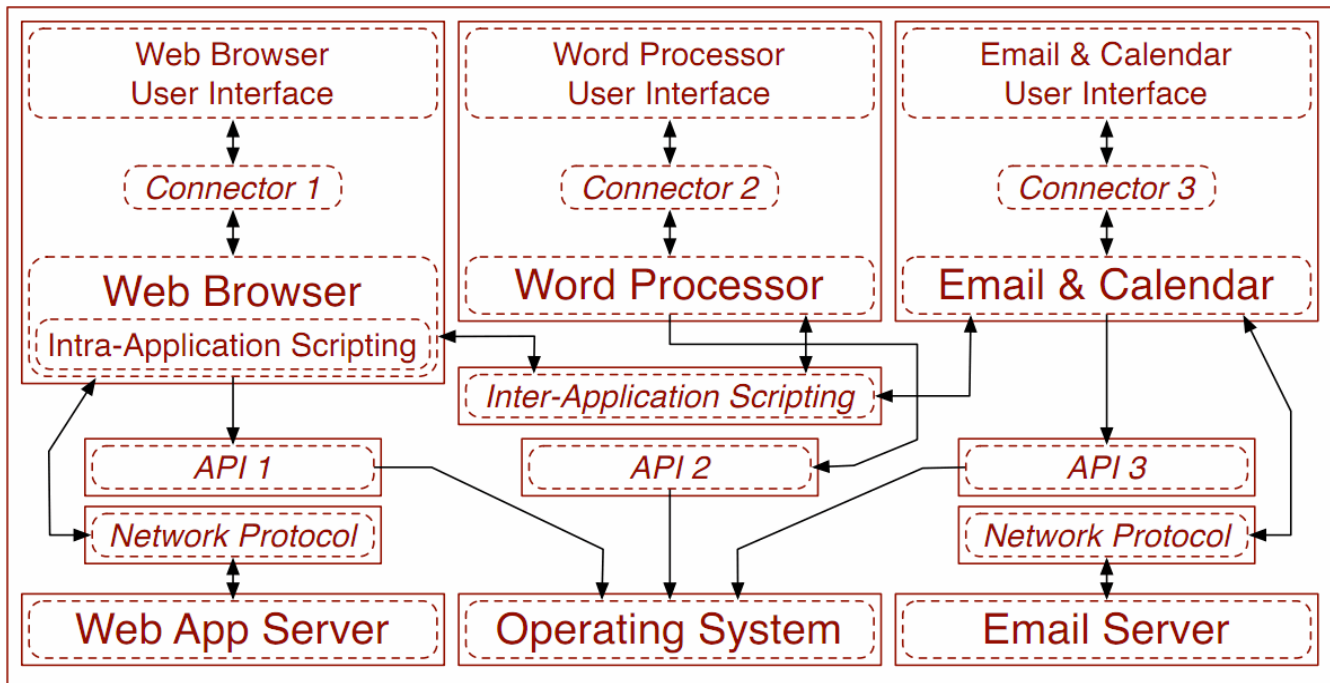 Web Browser
User Interface
Word Processor
User Interface
Email & Calendar
User Interface
Connector 1
Connector 2
Connector 3
Web Browser
Intra-Application Scripting
Word Processor
Email & Calendar
Inter-Application Scripting
API 1
API 2
API 3
Network Protocol
Network Protocol
Web App Server
Operating System
Email Server